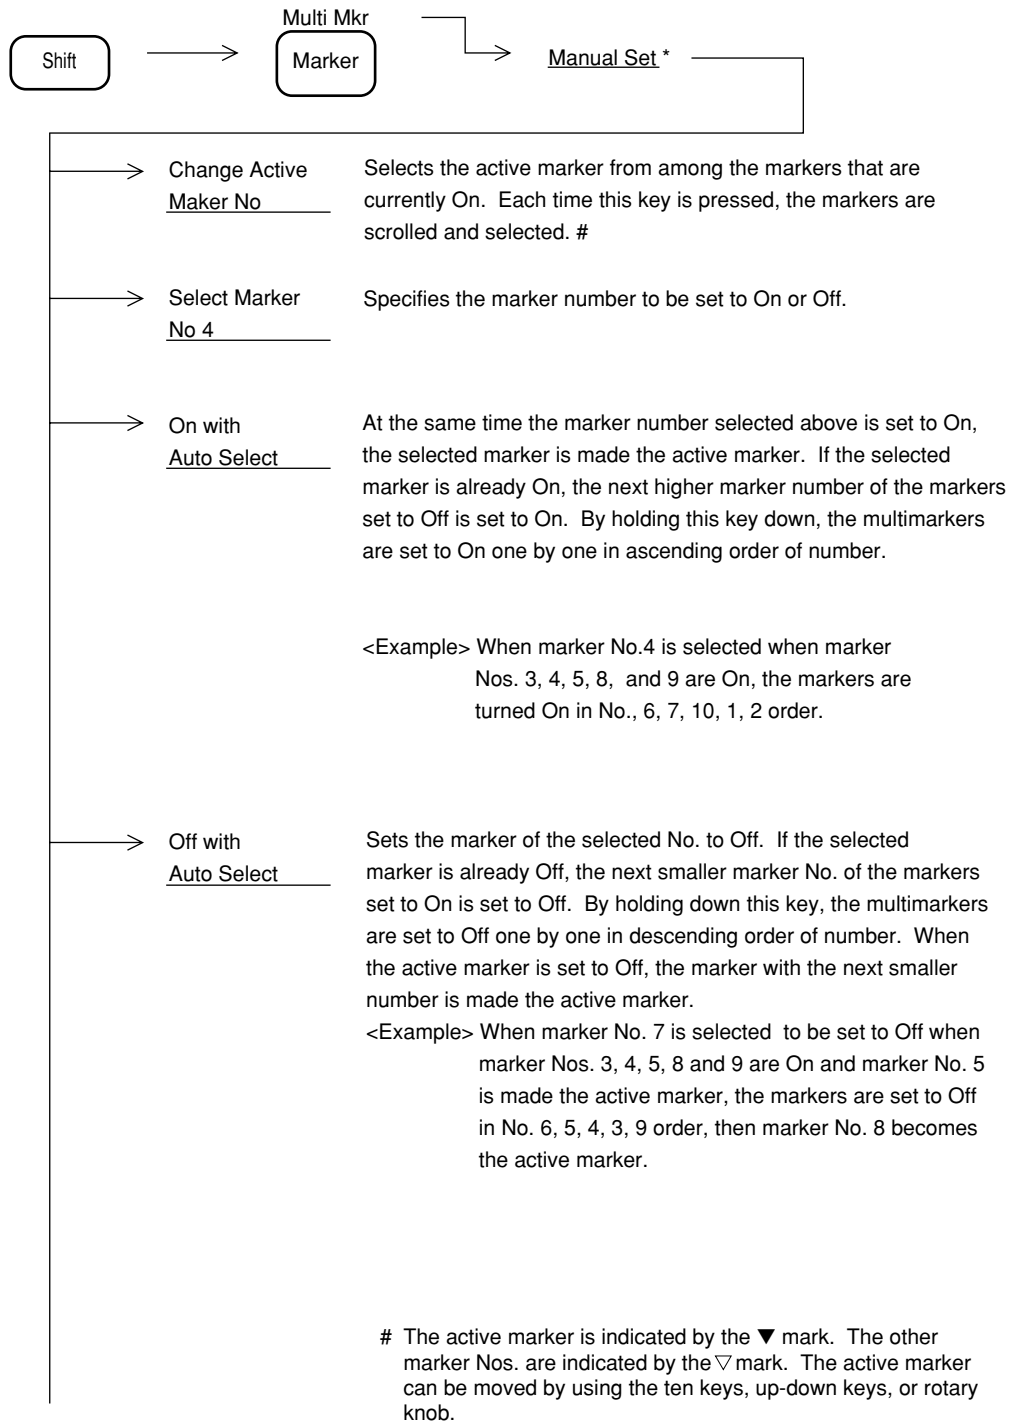 Multi Mkr
Shift
Marker
Manual Set *
Change Active
Maker No
Selects the active marker from among the markers that are
currently On.  Each time this key is pressed, the markers are
scrolled and selected. #
Select Marker
No 4
Specifies the marker number to be set to On or Off.
On with
Auto Select
At the same time the marker number selected above is set to On,
the selected marker is made the active marker.  If the selected
marker is already On, the next higher marker number of the markers
set to Off is set to On.  By holding this key down, the multimarkers
are set to On one by one in ascending order of number.
<Example> When marker No.4 is selected when marker
Nos. 3, 4, 5, 8,  and 9 are On, the markers are
turned On in No., 6, 7, 10, 1, 2 order.
Off with
Auto Select
Sets the marker of the selected No. to Off.  If the selected
marker is already Off, the next smaller marker No. of the markers
set to On is set to Off.  By holding down this key, the multimarkers
are set to Off one by one in descending order of number.  When
the active marker is set to Off, the marker with the next smaller
number is made the active marker.
<Example> When marker No. 7 is selected  to be set to Off when
marker Nos. 3, 4, 5, 8 and 9 are On and marker No. 5
is made the active marker, the markers are set to Off
in No. 6, 5, 4, 3, 9 order, then marker No. 8 becomes
the active marker.
# The active marker is indicated by the ▼ mark.  The other
marker Nos. are indicated by the ▽ mark.  The active marker
can be moved by using the ten keys, up-down keys, or rotary
knob.